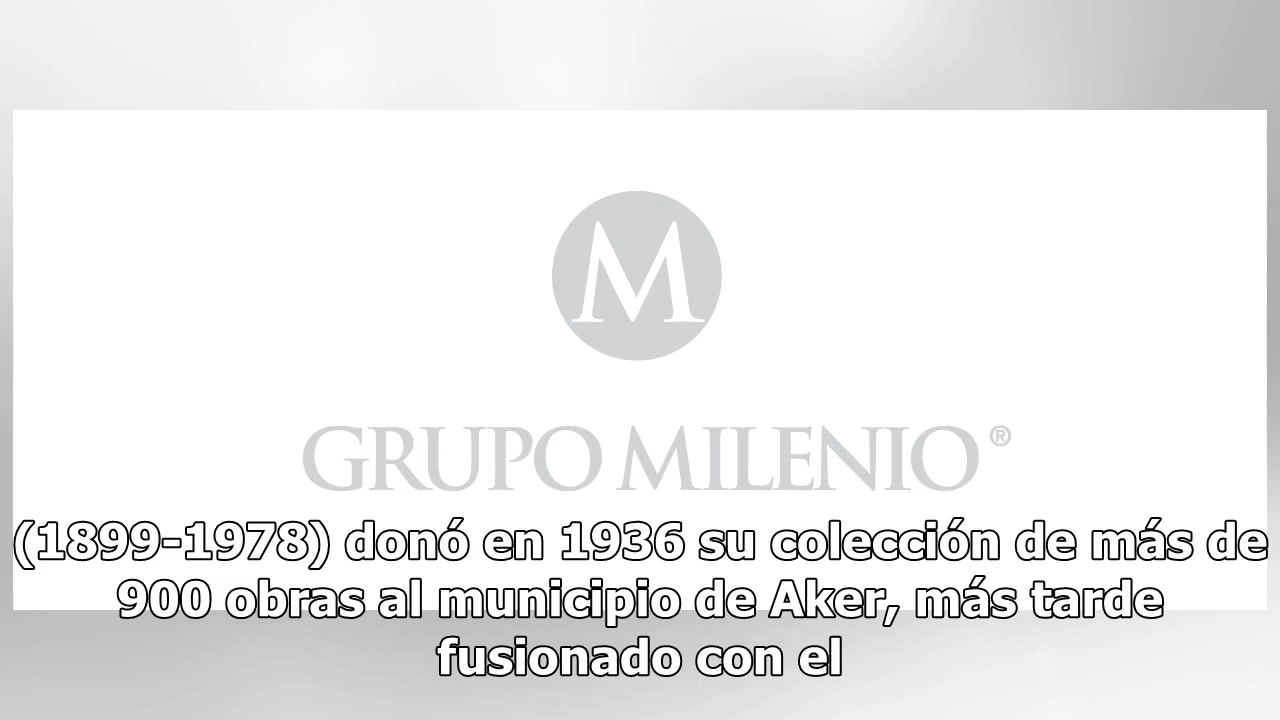 M
GRUPO MILENIO®
(1899-1978) donó en 1936 su colección de más de
900 obras al municipio de Aker, más tarde
fusionado con el